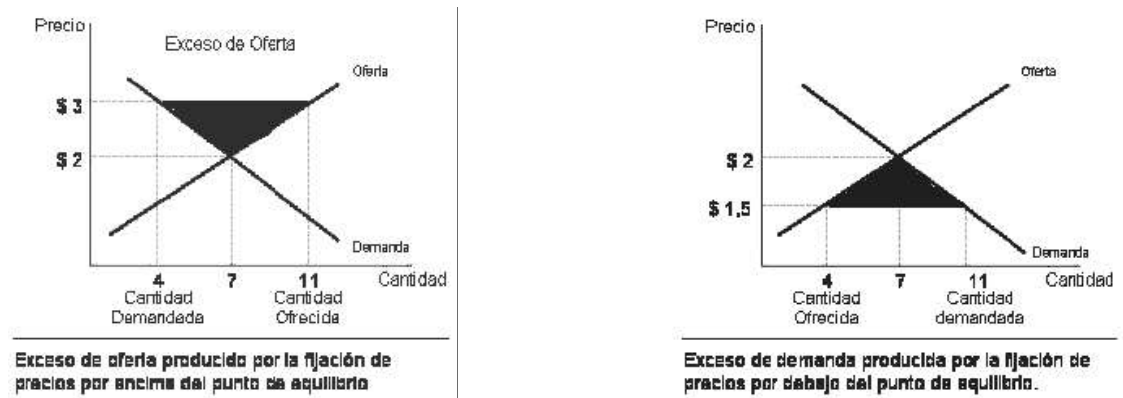 Precio
Exceso de Oferta
Oferta
$ 3
$ 2
Demanda
4 7 11 Cantidad
Cantidad Cantidad
Demandada Ofrecida
Exceso de oferta producido por la fijación de
precios por encima del punto de equilibrio
Precio
Oferta
$ 2
$ 1,5
Demanda
4 7 11 Cantidad
Cantidad Cantidad
Ofrecida demandada
Exceso de demanda producida por la fijación de
precios por debajo del punto de equilibrio.